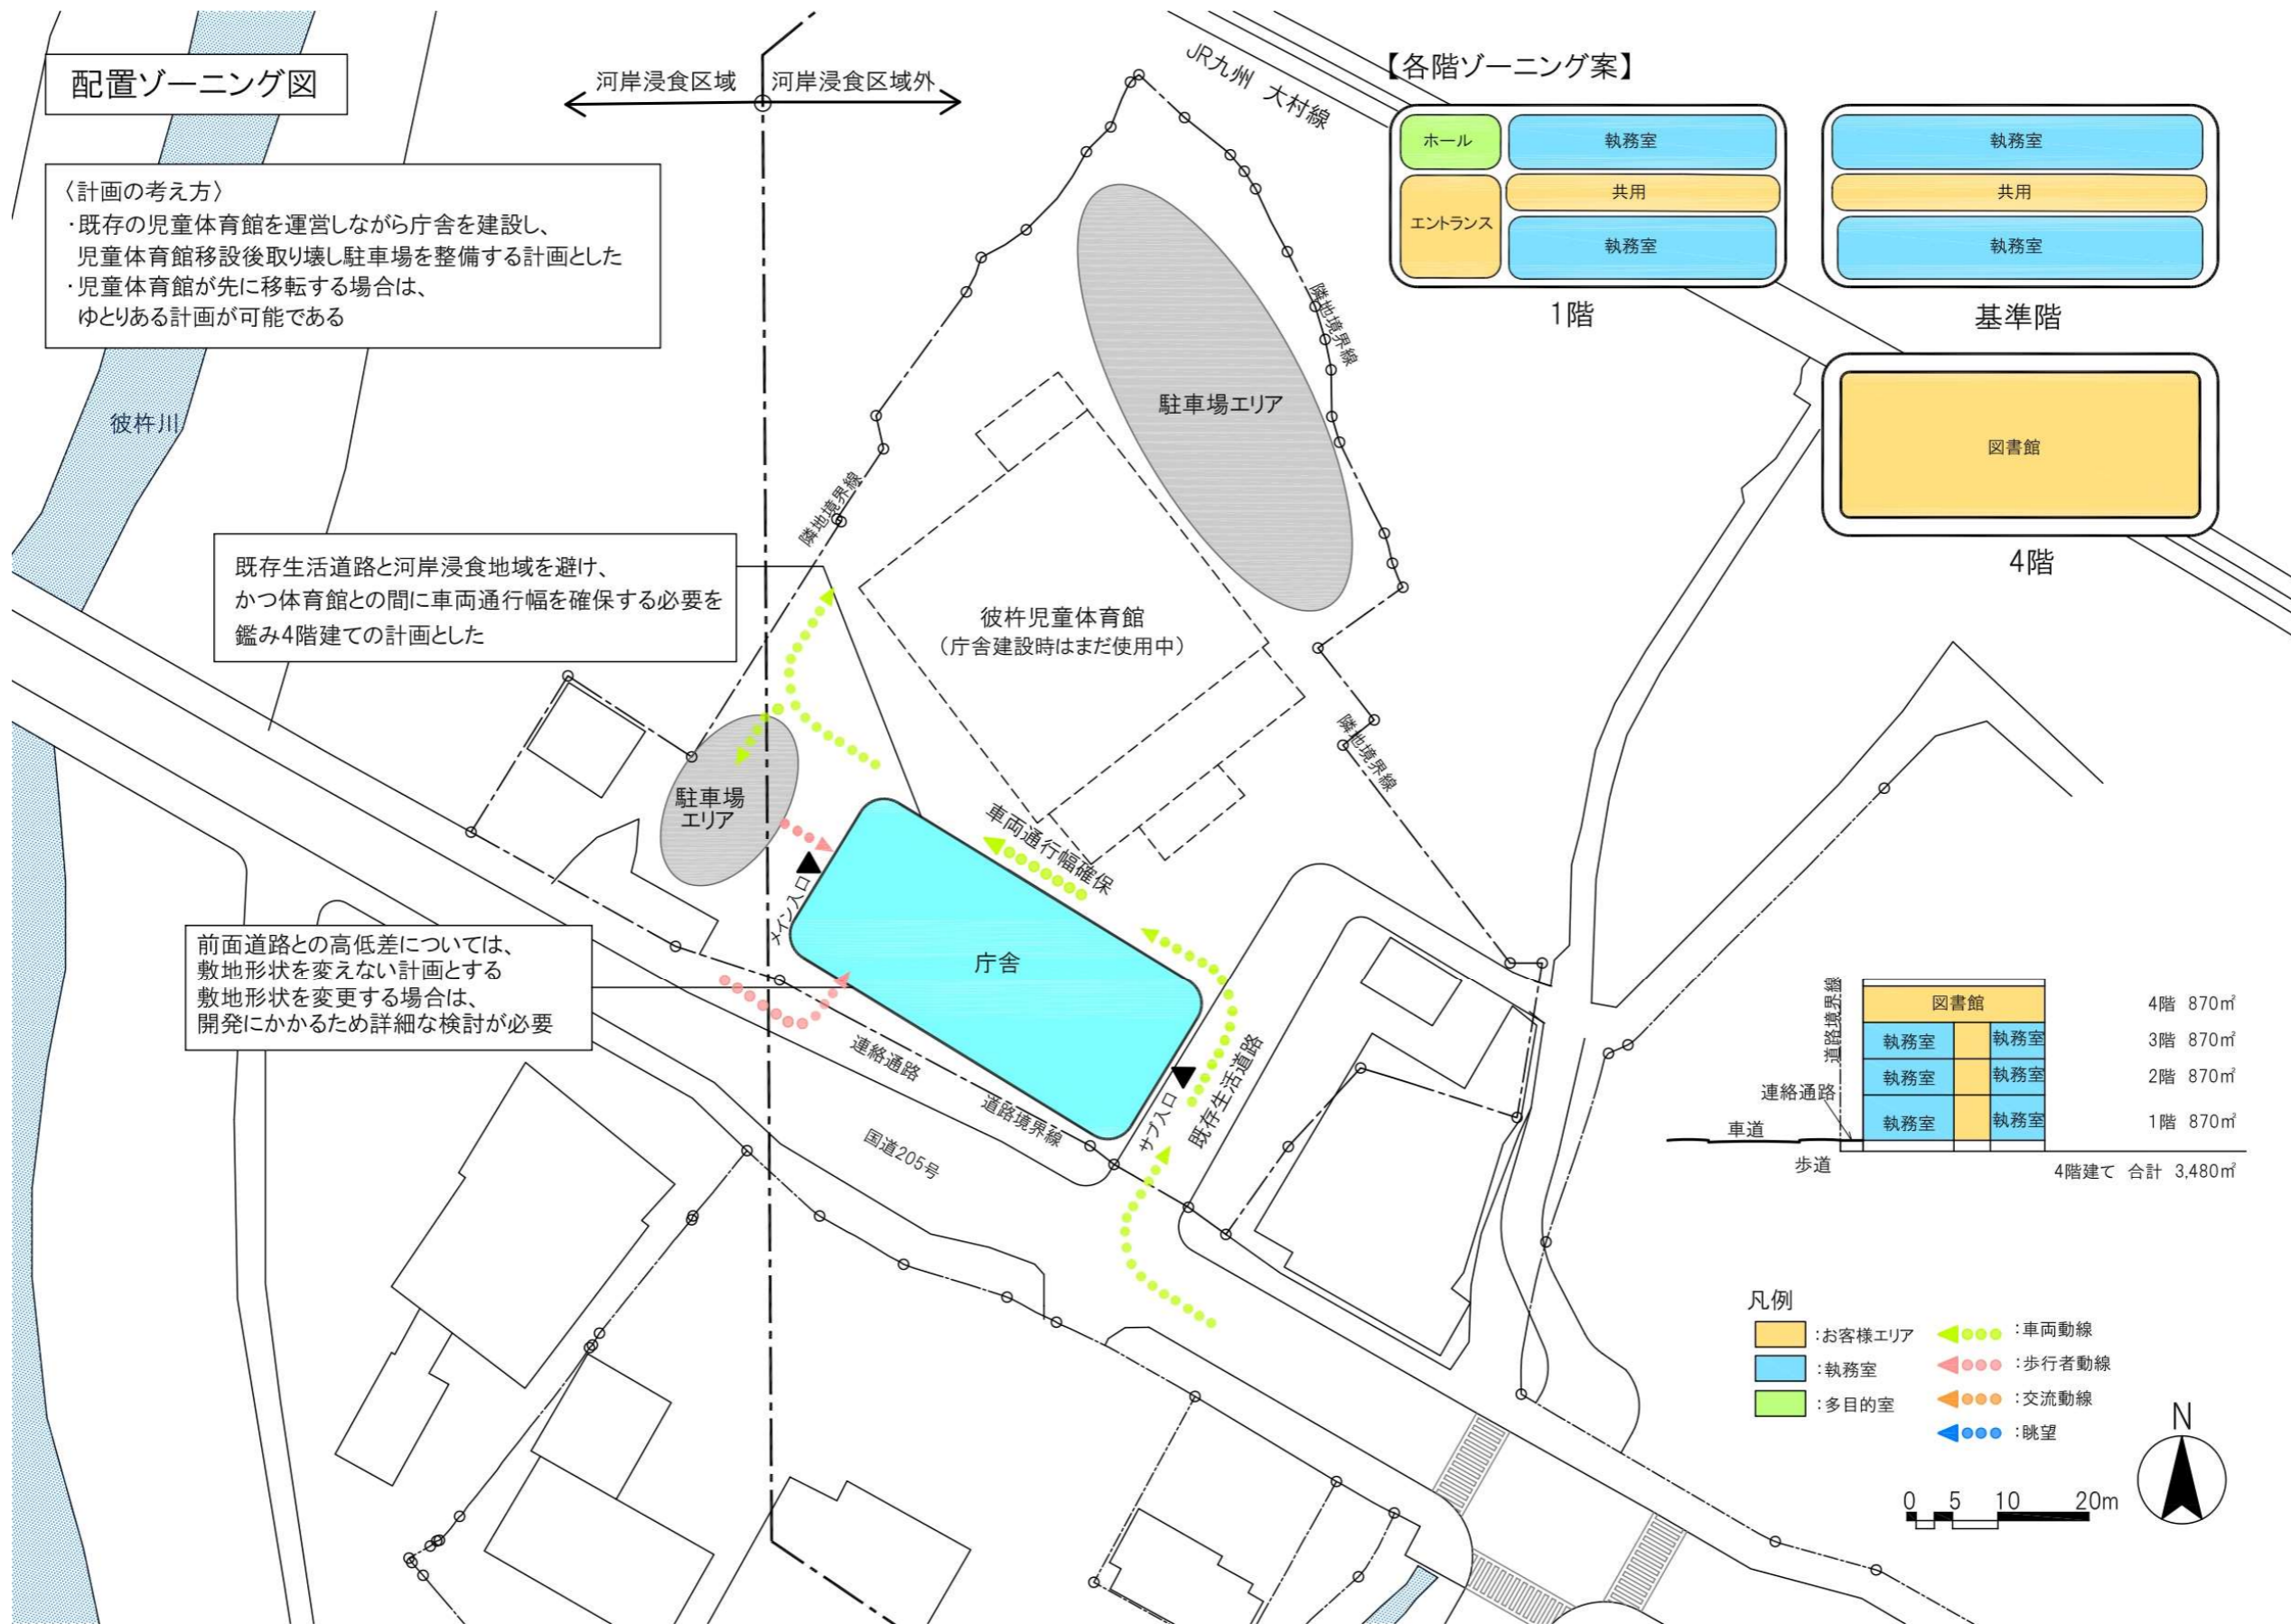 配置ゾーニング図
河岸浸食区域
河岸浸食区域外
JR九州 大村線
〈計画の考え方〉
・既存の児童体育館を運営しながら庁舎を建設し、
児童体育館移設後取り壊し駐車場を整備する計画とした
・児童体育館が先に移転する場合は、
ゆとりある計画が可能である
【各階ゾーニング案】
ホール
執務室
エントランス
共用
執務室
1階
執務室
共用
執務室
基準階
図書館
4階
彼杵川
隣地境界線
隣地境界線
隣地境界線
駐車場エリア
既存生活道路と河岸浸食地域を避け、
かつ体育館との間に車両通行幅を確保する必要を
鑑み4階建ての計画とした
彼杵児童体育館
（庁舎建設時はまだ使用中）
駐車場
エリア
車両通行幅確保
メイン入口
庁舎
前面道路との高低差については、
敷地形状を変えない計画とする
敷地形状を変更する場合は、
開発にかかるため詳細な検討が必要
連絡通路
道路境界線
サブ入口
既存生活道路
国道205号
道路境界線
図書館
4階 870㎡
執務室
執務室
3階 870㎡
執務室
執務室
2階 870㎡
連絡通路
執務室
執務室
1階 870㎡
車道
歩道
4階建て 合計 3,480㎡
凡例
:お客様エリア
:執務室
:多目的室
:車両動線
:歩行者動線
:交流動線
:眺望
N
0 5 10 20m